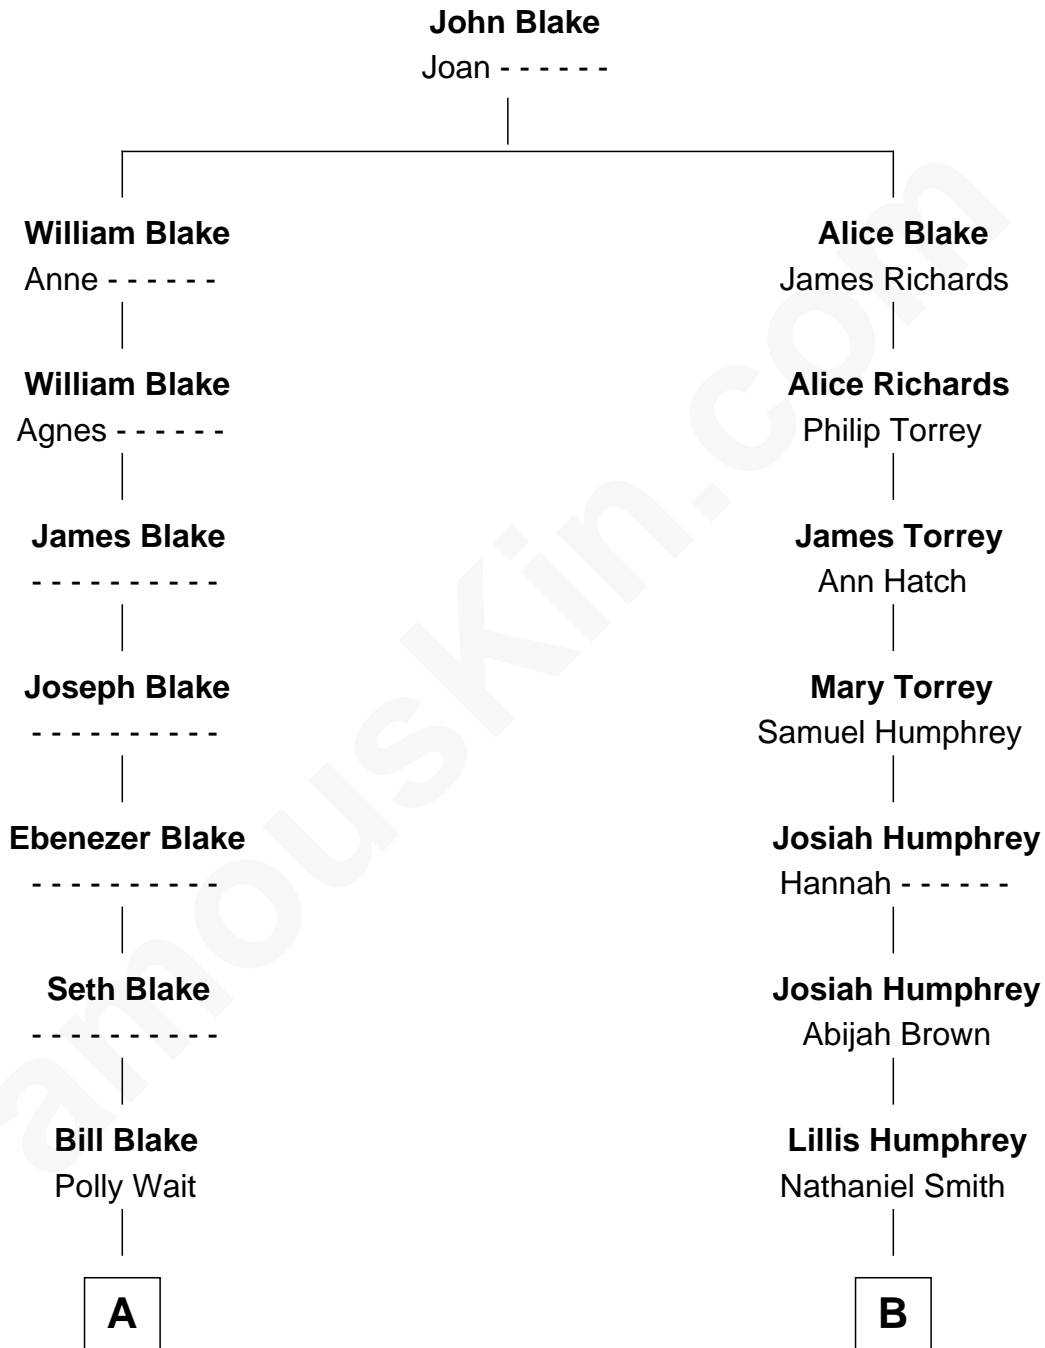 John Blake
Joan - - - - - -
William Blake
Anne - - - - - -
William Blake
Agnes - - - - - -
James Blake
- - - - - - - - - -
Joseph Blake
- - - - - - - - - -
Ebenezer Blake
- - - - - - - - - -
Seth Blake
- - - - - - - - - -
Bill Blake
Polly Wait
A
Alice Blake
James Richards
Alice Richards
Philip Torrey
James Torrey
Ann Hatch
Mary Torrey
Samuel Humphrey
Josiah Humphrey
Hannah - - - - - -
Josiah Humphrey
Abijah Brown
Lillis Humphrey
Nathaniel Smith
B
amousKin.com